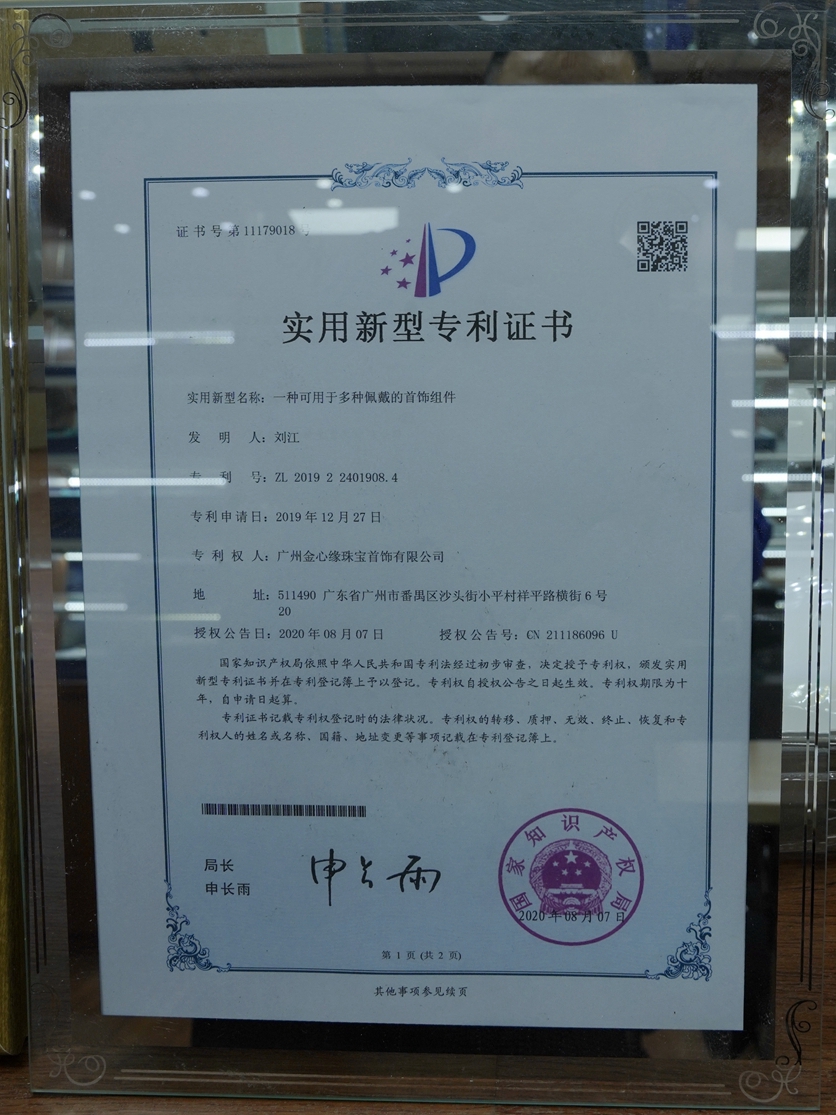 证书号第11179018号
实用新型专利证书
实用新型名称：一种可用于多种佩戴的首饰组件
发明人：刘江
专利号：ZL 2019 2 2401908.4
专利申请日：2019年12月27日
专利权人：广州金心缘珠宝首饰有限公司
地址：511490 广东省广州市番禺区沙头街小平村祥平路横街6号
20
授权公告日：2020年08月07日 授权公告号：CN 211186096 U
国家知识产权局依照中华人民共和国专利法经过初步审查，决定授予专利权，颁发实用
新型专利证书并在专利登记簿上予以登记。专利权自授权公告之日起生效。专利权期限为十
年，自申请日起算。
专利证书记载专利权登记时的法律状况。专利权的转移、质押、无效、终止、恢复和专
利权人的姓名或名称、国籍、地址变更等事项记载在专利登记簿上。
局长
申长雨
申长雨
国家知识产权局
2020年08月07日
第 1 页 (共 2 页)
其他事项参见续页